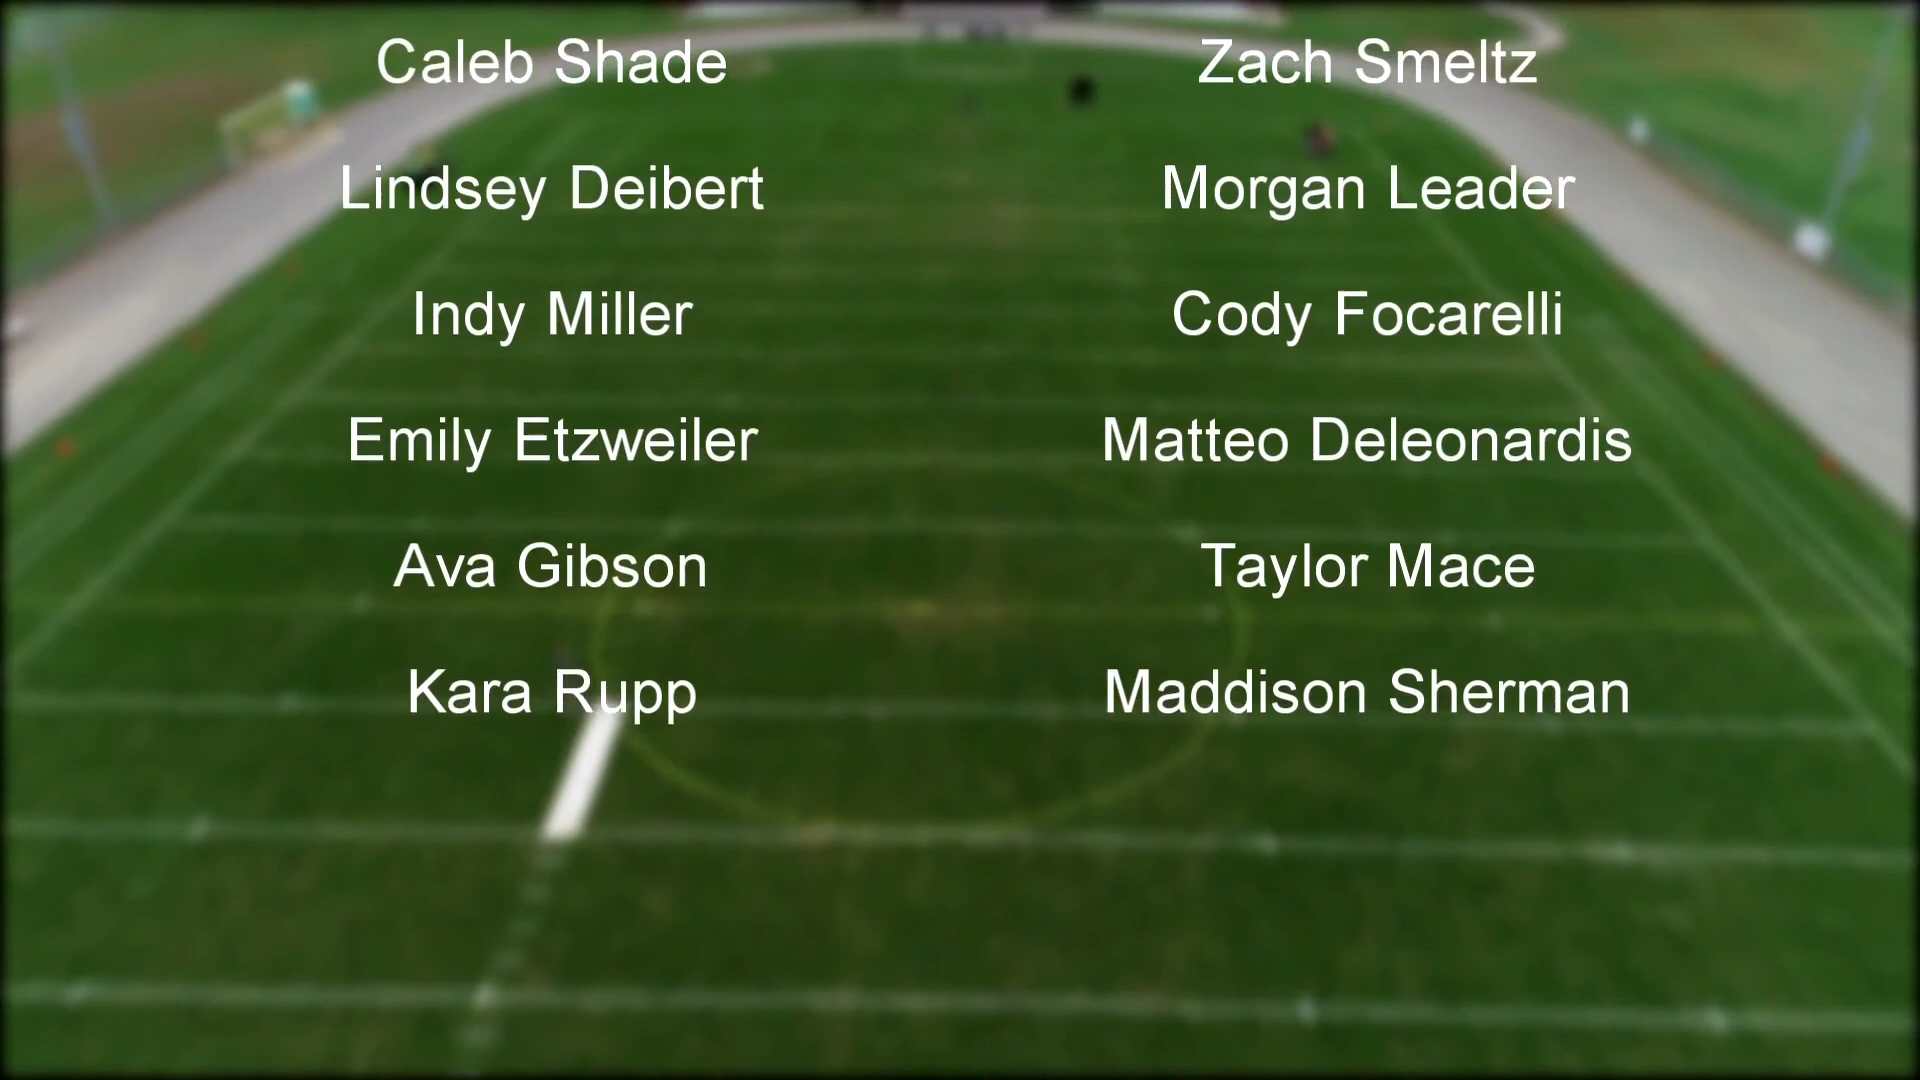 Caleb Shade
Zach Smeltz
Lindsey Deibert
Morgan Leader
Indy Miller
Cody Focarelli
Emily Etzweiler
Matteo Deleonardis
Ava Gibson
Taylor Mace
Kara Rupp
Maddison Sherman